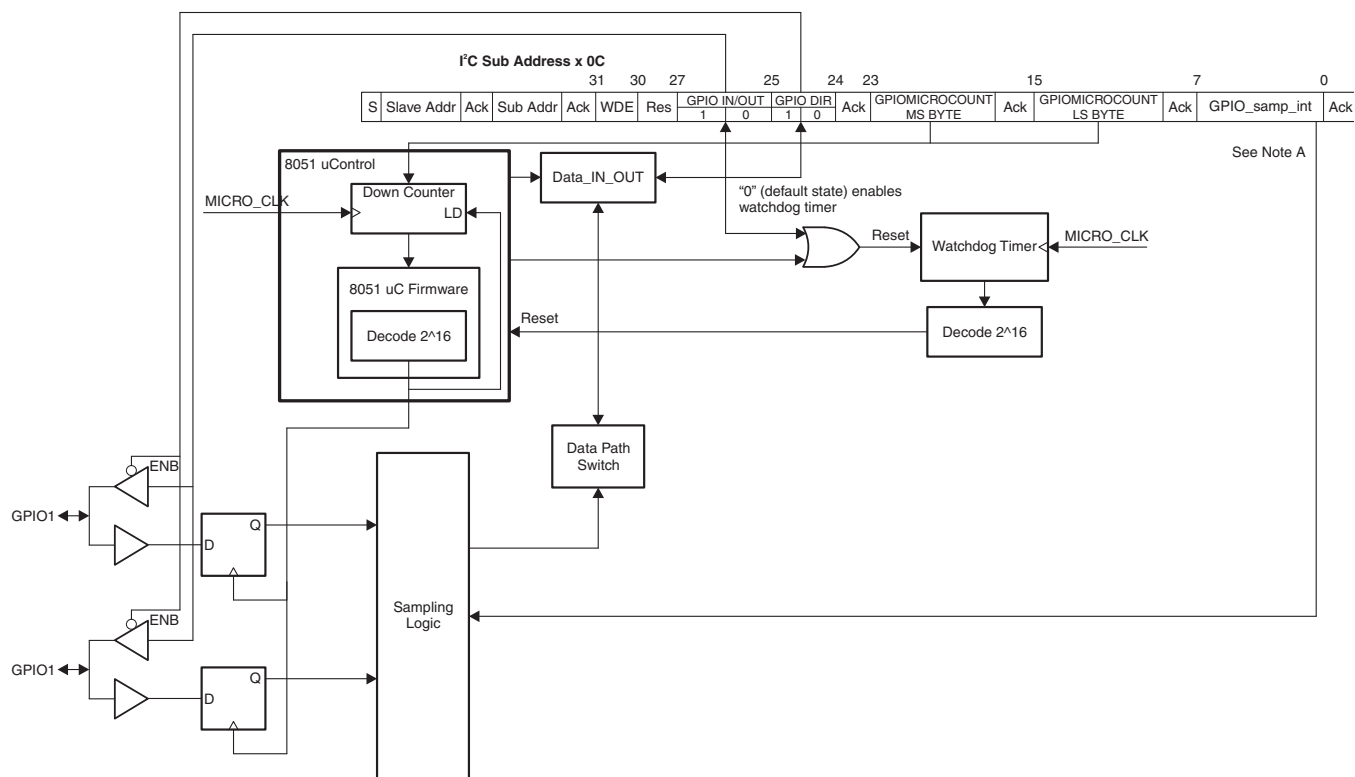 I²C Sub Address x 0C
31 30 27 25 24 23 15 7 0
S Slave Addr Ack Sub Addr Ack WDE Res GPIO IN/OUT GPIO DIR Ack GPIOMICROCOUNT Ack GPIOMICROCOUNT Ack GPIO_samp_int Ack
1 0 1 0 MS BYTE LS BYTE
See Note A
8051 uControl
Down Counter
LD
MICRO_CLK
8051 uC Firmware
Decode 2^16
Data_IN_OUT
"0" (default state) enables
watchdog timer
Reset
Watchdog Timer
MICRO_CLK
Reset
Decode 2^16
Data Path
Switch
ENB
GPIO1
D
Q
Sampling
Logic
ENB
GPIO1
D
Q